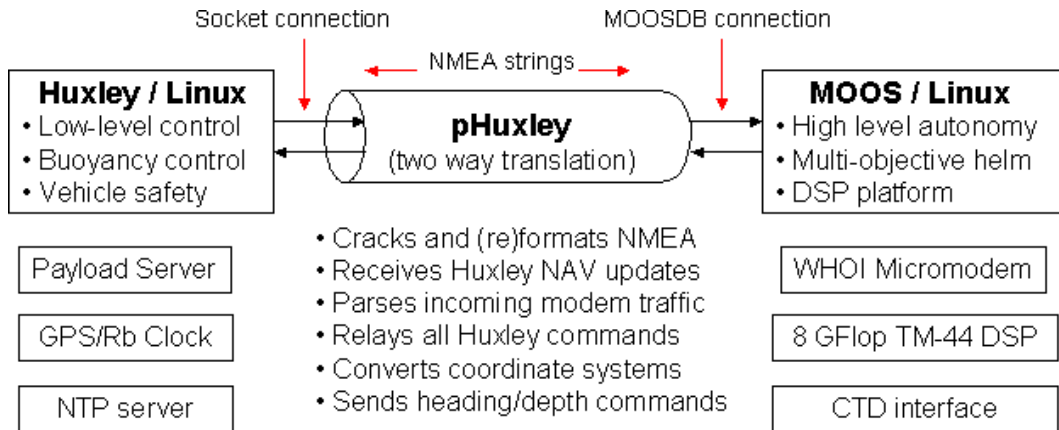 Socket connection
MOOSDB connection
NMEA strings
Huxley / Linux
• Low-level control
• Buoyancy control
• Vehicle safety
pHuxley
(two way translation)
MOOS / Linux
• High level autonomy
• Multi-objective helm
• DSP platform
• Cracks and (re)formats NMEA
• Receives Huxley NAV updates
• Parses incoming modem traffic
• Relays all Huxley commands
• Converts coordinate systems
• Sends heading/depth commands
Payload Server
GPS/Rb Clock
NTP server
WHOI Micromodem
8 GFlop TM-44 DSP
CTD interface